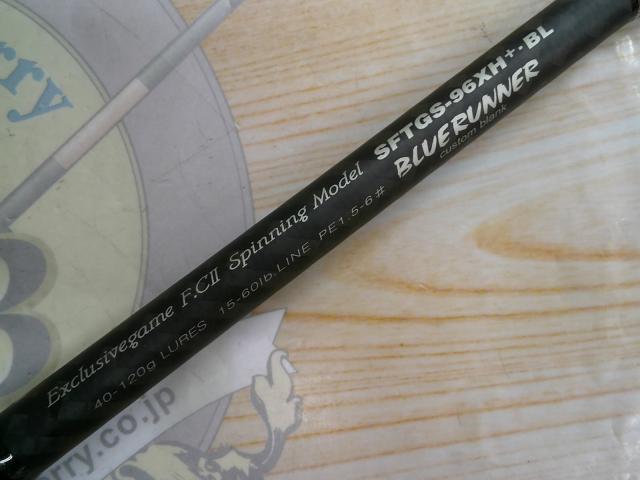 Exclusivegame F.CII Spinning Model SFTGS-96XH+・BL
40-120g LURES 15-60lb.LINE PE1.5-6# BLUERUNNER
custom blank
rry
B
rry.co.jp